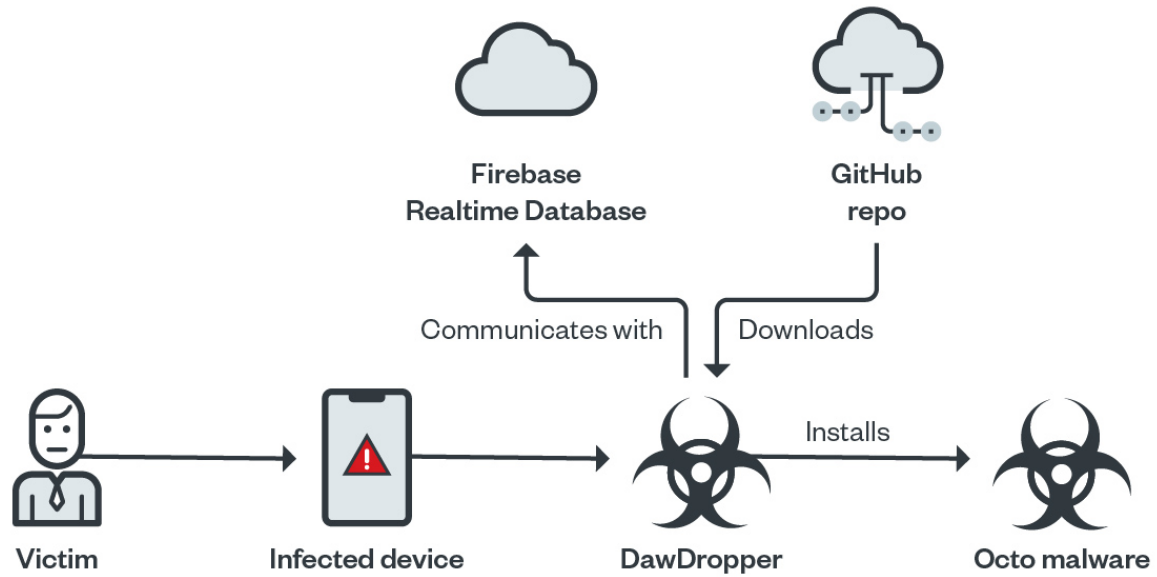 Firebase
Realtime Database
GitHub
repo
Communicates with
Downloads
Installs
Victim
Infected device
DawDropper
Octo malware